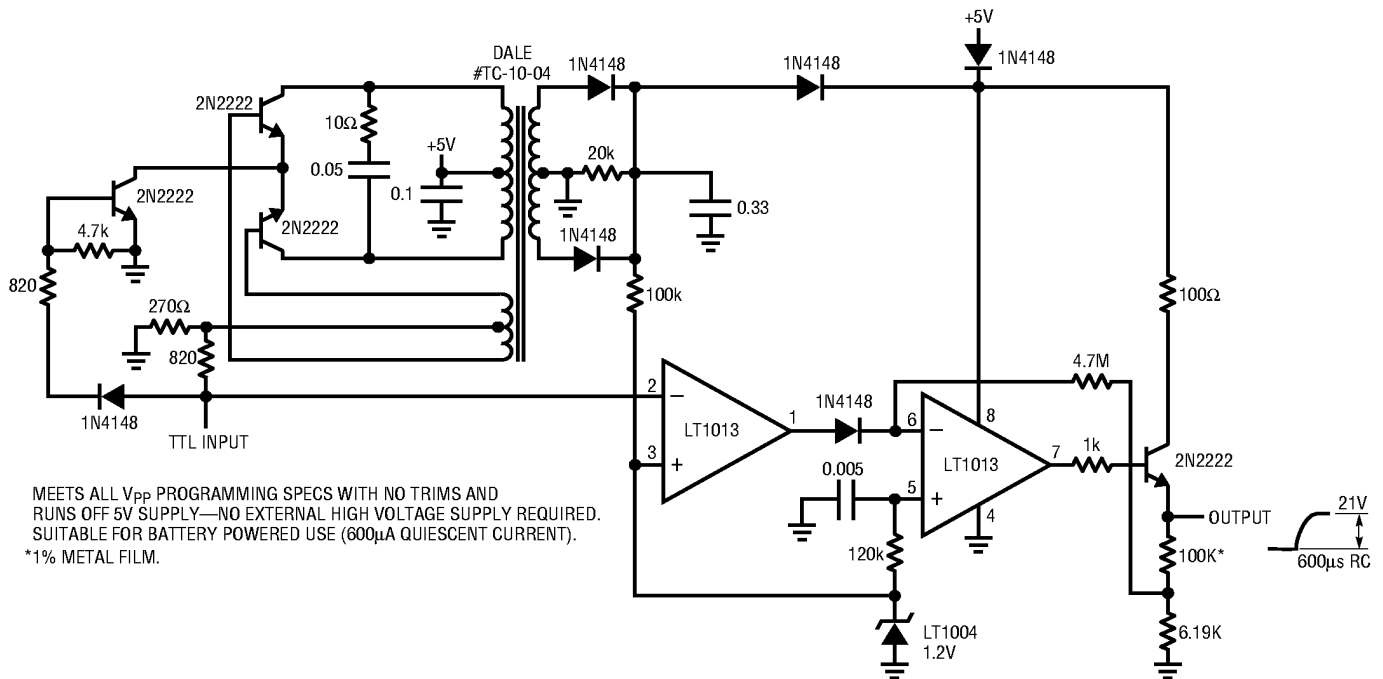 +5V
DALE
#TC-10-04
1N4148
1N4148
1N4148
2N2222
10Ω
+5V
20k
0.05
0.1
2N2222
0.33
2N2222
4.7k
1N4148
820
270Ω
100k
100Ω
820
4.7M
2
1N4148
1N4148
6
8
1
LT1013
TTL INPUT
LT1013
7
1k
2N2222
3
0.005
5
4
MEETS ALL VPP PROGRAMMING SPECS WITH NO TRIMS AND
RUNS OFF 5V SUPPLY—NO EXTERNAL HIGH VOLTAGE SUPPLY REQUIRED.
SUITABLE FOR BATTERY POWERED USE (600µA QUIESCENT CURRENT).
*1% METAL FILM.
OUTPUT
21V
120k
100K*
600µs RC
LT1004
1.2V
6.19K